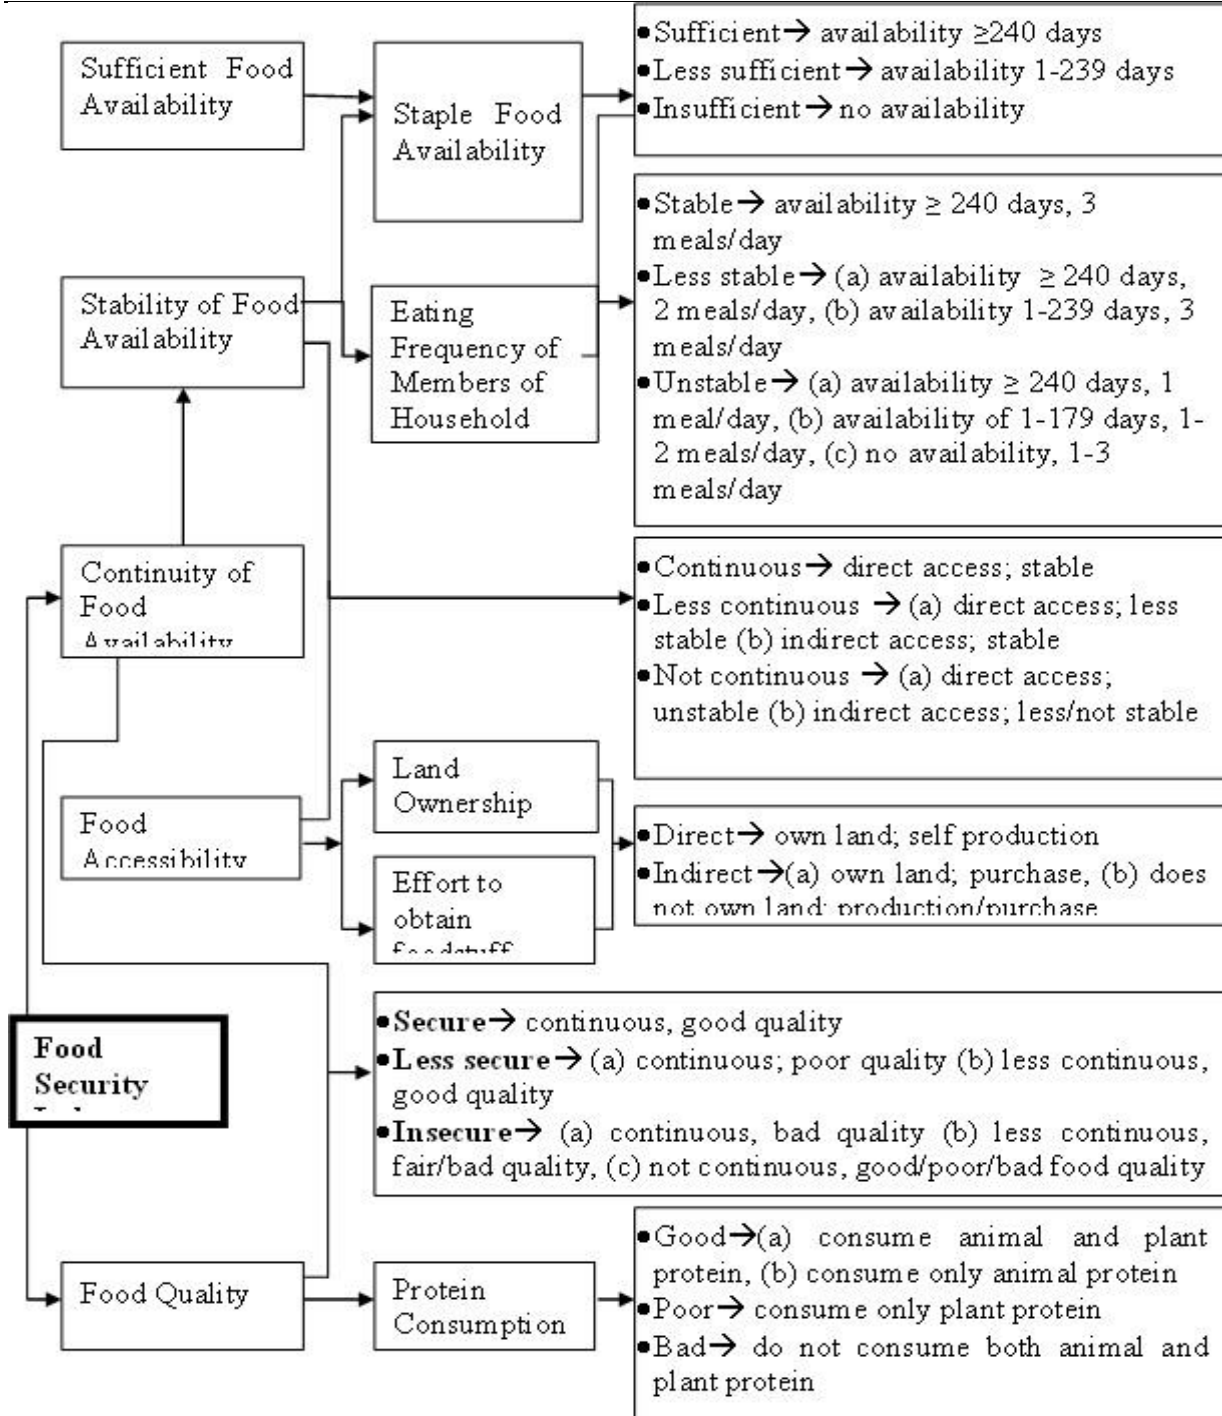 Sufficient Food
Availability
Staple Food
Availability
●Sufficient→ availability ≥240 days
●Less sufficient→ availability 1-239 days
●Insufficient→ no availability
Stability of Food
Availability
Eating
Frequency of
Members of
Household
●Stable→ availability ≥ 240 days, 3
meals/day
●Less stable→ (a) availability ≥ 240 days,
2 meals/day, (b) availability 1-239 days, 3
meals/day
●Unstable→ (a) availability ≥ 240 days, 1
meal/day, (b) availability of 1-179 days, 1-
2 meals/day, (c) no availability, 1-3
meals/day
Continuity of
Food
Availability
●Continuous→ direct access; stable
●Less continuous → (a) direct access; less
stable (b) indirect access; stable
●Not continuous → (a) direct access;
unstable (b) indirect access; less/not stable
Food
Accessibility
Land
Ownership
Effort to
obtain
foodstuff
●Direct→ own land; self production
●Indirect→(a) own land; purchase, (b) does
not own land; production/purchase
Food
Security
●Secure→ continuous, good quality
●Less secure→ (a) continuous; poor quality (b) less continuous,
good quality
●Insecure→ (a) continuous, bad quality (b) less continuous,
fair/bad quality, (c) not continuous, good/poor/bad food quality
Food Quality
Protein
Consumption
●Good→(a) consume animal and plant
protein, (b) consume only animal protein
●Poor→ consume only plant protein
●Bad→ do not consume both animal and
plant protein